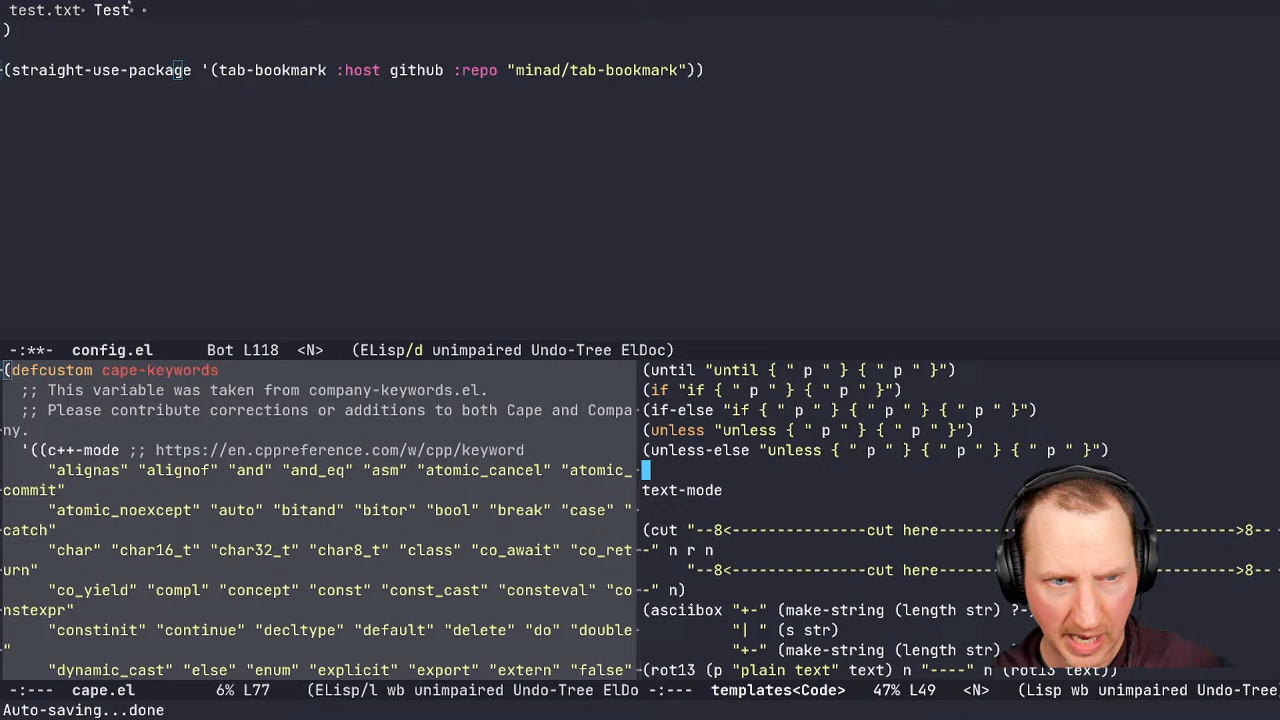 test.txt Test
)
(straight-use-package '(tab-bookmark :host github :repo "minad/tab-bookmark"))
-:**-  config.el      Bot L118  <N>   (ELisp/d unimpaired Undo-Tree ElDoc)
(defcustom cape-keywords
  ;; This variable was taken from company-keywords.el.
  ;; Please contribute corrections or additions to both Cape and Compa
ny.
  '((c++-mode ;; https://en.cppreference.com/w/cpp/keyword
     "alignas" "alignof" "and" "and_eq" "asm" "atomic_cancel" "atomic_
commit"
     "atomic_noexcept" "auto" "bitand" "bitor" "bool" "break" "case" "
catch"
     "char" "char16_t" "char32_t" "char8_t" "class" "co_await" "co_ret
urn"
     "co_yield" "compl" "concept" "const" "const_cast" "consteval" "co
nstexpr"
     "constinit" "continue" "decltype" "default" "delete" "do" "double
"
     "dynamic_cast" "else" "enum" "explicit" "export" "extern" "false"
-:---  cape.el         6% L77    (ELisp/l wb unimpaired Undo-Tree ElDo
(until "until { " p " } { " p " }")
(if "if { " p " } { " p " }")
(if-else "if { " p " } { " p " } { " p " }")
(unless "unless { " p " } { " p " }")
(unless-else "unless { " p " } { " p " } { " p " }")
text-mode
(cut "--8<---------------cut here---------------->8--
-" n r n
          "--8<---------------cut here---------------->8--
-" n)
(asciibox "+-" (make-string (length str) ?-)
          "| " (s str)
          "+-" (make-string (length str)
(rot13 (p "plain text" text) n "----" n (rot13 text))
-:---  templates<Code>   47% L49   <N>   (Lisp wb unimpaired Undo-Tree
Auto-saving...done